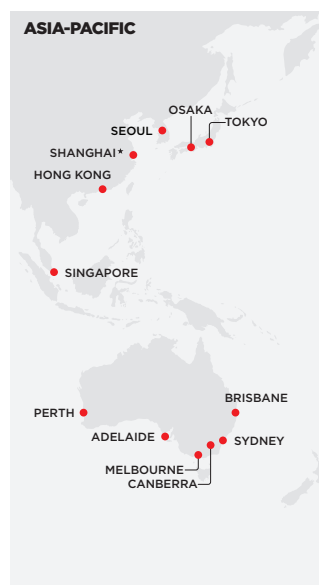 ASIA-PACIFIC
OSAKA
TOKYO
SEOUL
SHANGHAI★
HONG KONG
SINGAPORE
BRISBANE
PERTH
ADELAIDE
SYDNEY
MELBOURNE
CANBERRA